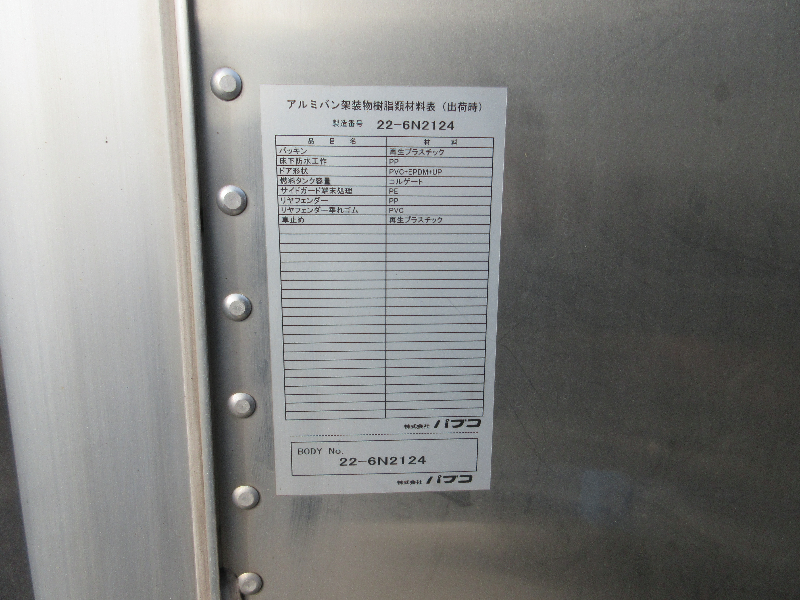 アルミバン架装物樹脂類材料表（出荷時）
製造番号 22-6N2124
品目名 材料
パッキン 再生プラスチック
床下防水工作 PP
ドア形状 PVC+EPDM+UP
燃料タンク容量 ユルゲート
サイドガード端末処理 PE
リヤフェンダー PP
リヤフェンダー垂れゴム PVC
車止め 再生プラスチック
株式会社 パブコ
BODY No.
22-6N2124
株式会社 パブコ